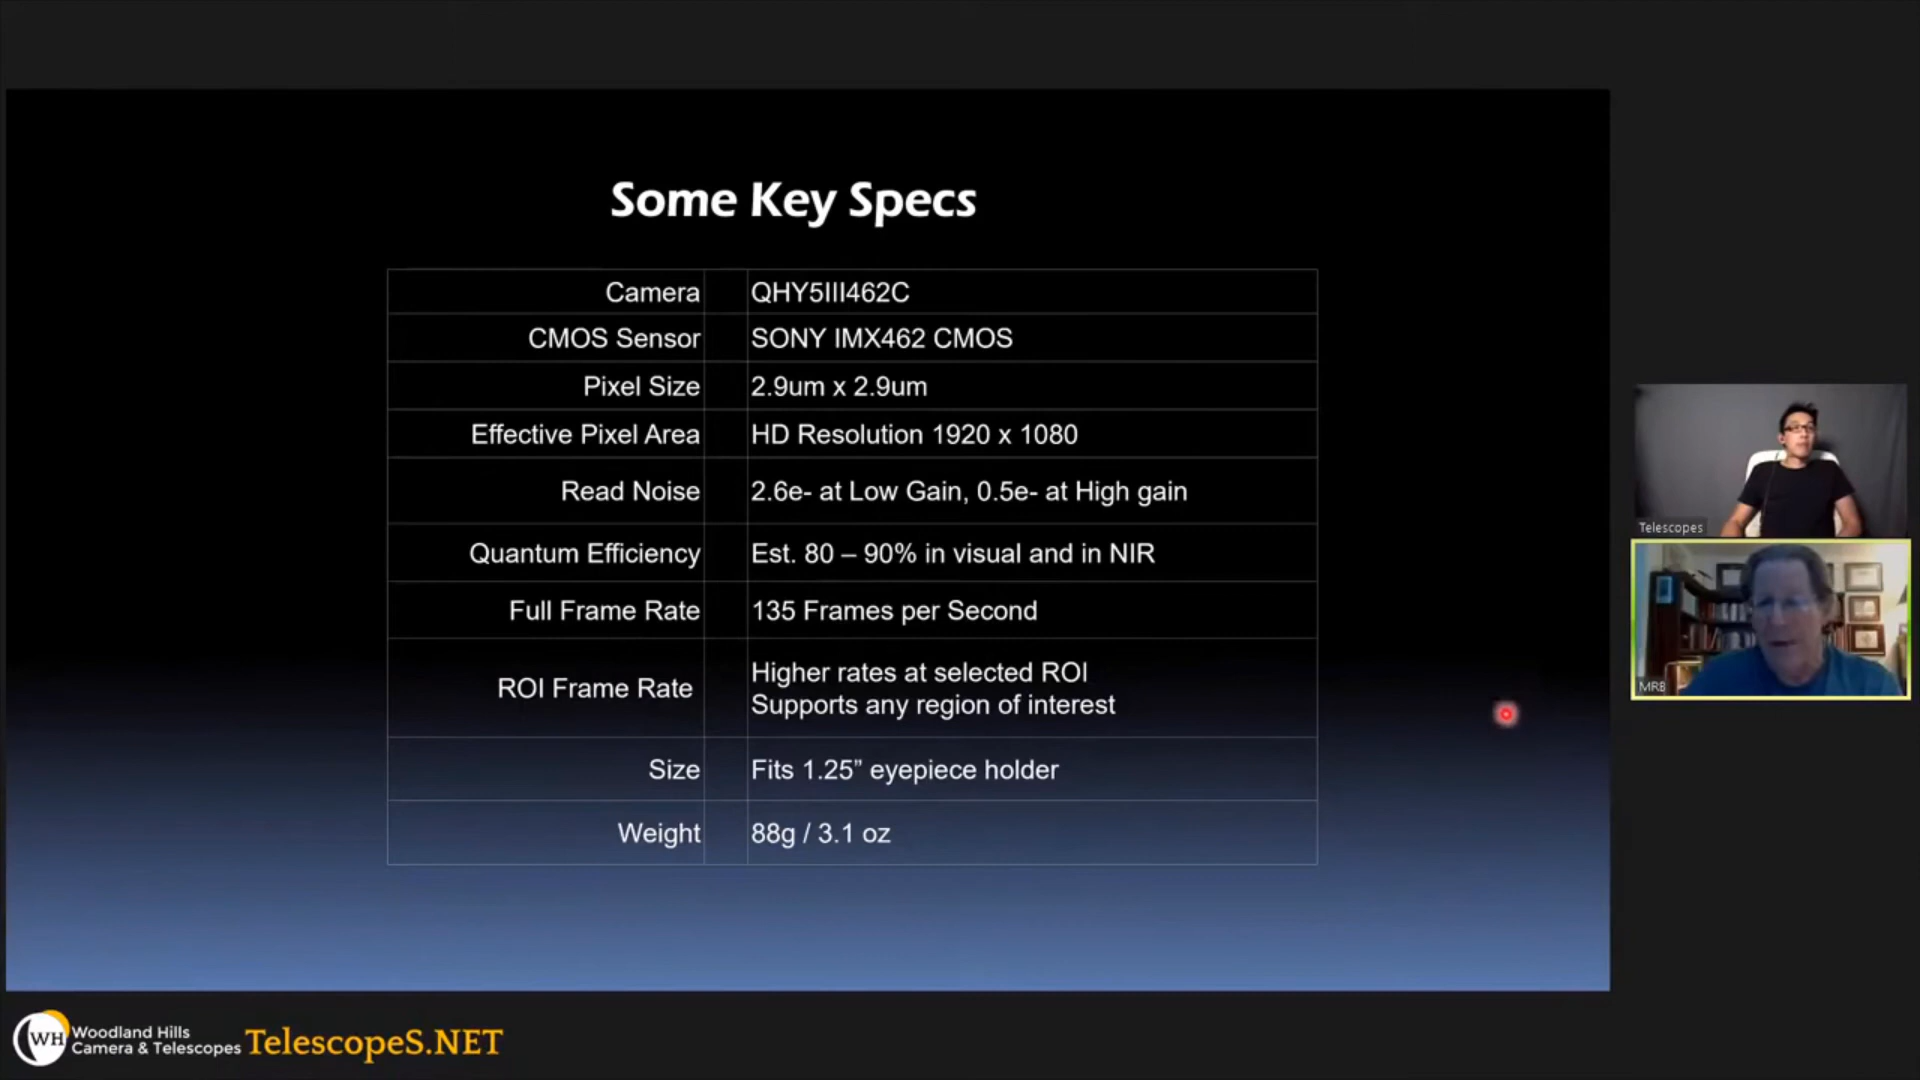 Some Key Specs
Camera QHY5III462C
CMOS Sensor SONY IMX462 CMOS
Pixel Size 2.9um x 2.9um
Effective Pixel Area HD Resolution 1920 x 1080
Read Noise 2.6e- at Low Gain, 0.5e- at High gain
Quantum Efficiency Est. 80 – 90% in visual and in NIR
Full Frame Rate 135 Frames per Second
ROI Frame Rate Higher rates at selected ROI
Supports any region of interest
Size Fits 1.25” eyepiece holder
Weight 88g / 3.1 oz
Telescopes
MRB
WH Woodland Hills
Camera & Telescopes
TelescopeS.NET